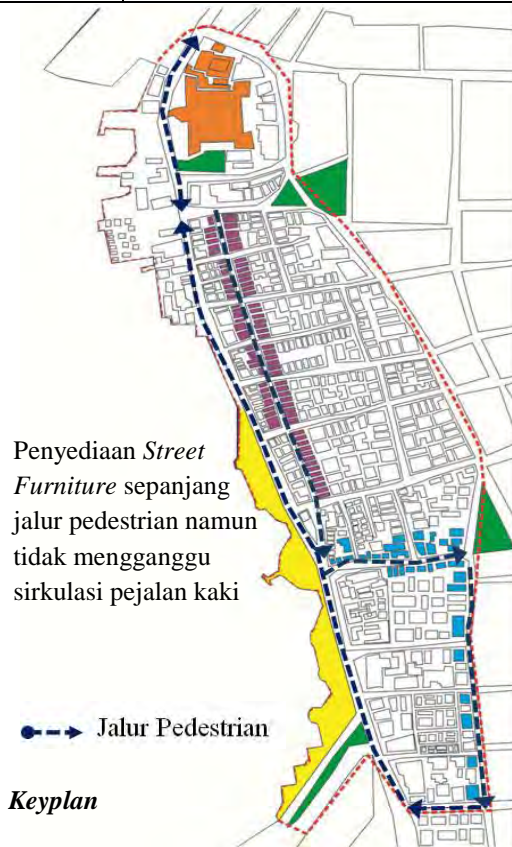 Penyediaan Street
Furniture sepanjang
jalur pedestrian namun
tidak mengganggu
sirkulasi pejalan kaki
Jalur Pedestrian
Keyplan